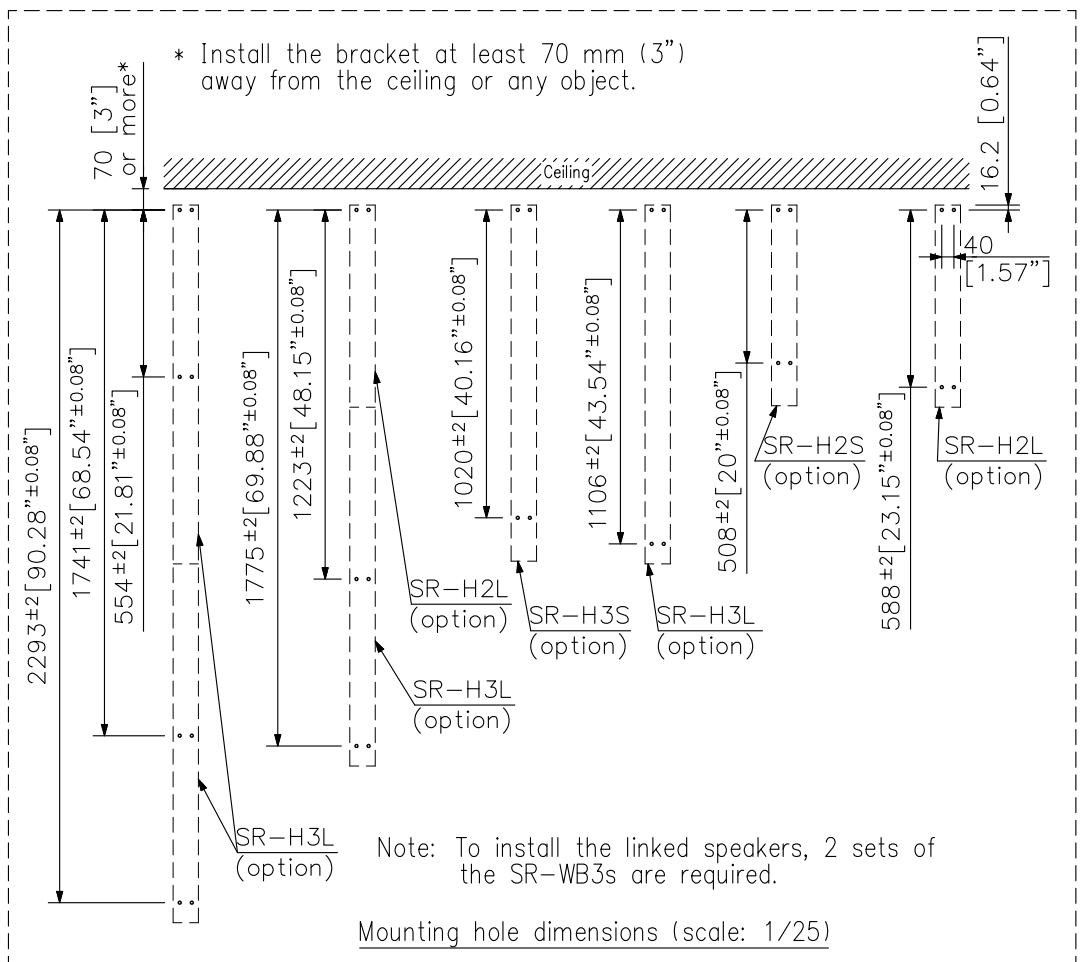 * Install the bracket at least 70 mm (3”)
away from the ceiling or any object.
70 [3”]
or more*
16.2 [0.64”]
Ceiling
40
[1.57”]
2293±2[90.28”±0.08”]
1741±2[68.54”±0.08”]
554±2[21.81”±0.08”]
1775±2[69.88”±0.08”]
1223±2[48.15”±0.08”]
1020±2[40.16”±0.08”]
1106±2[43.54”±0.08”]
508±2[20”±0.08”]
588±2[23.15”±0.08”]
SR-H2S
(option)
SR-H2L
(option)
SR-H2L
(option)
SR-H3S
(option)
SR-H3L
(option)
SR-H3L
(option)
SR-H3L
(option)
Note: To install the linked speakers, 2 sets of
the SR-WB3s are required.
Mounting hole dimensions (scale: 1/25)